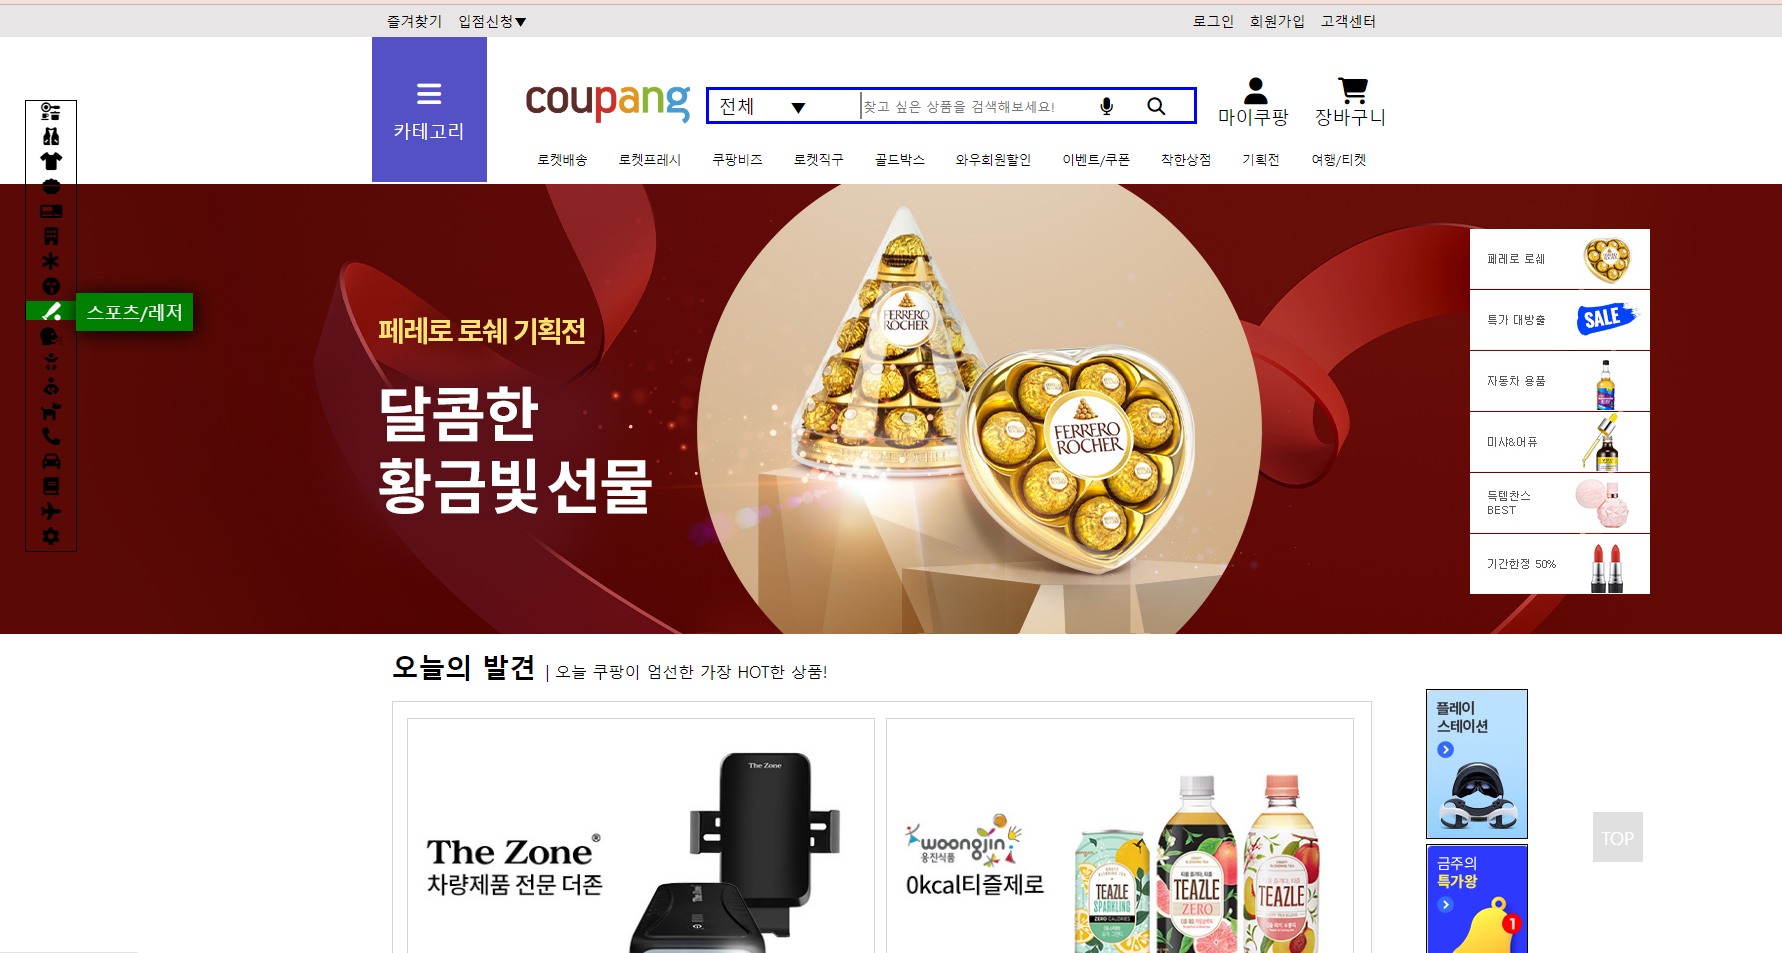 즐겨찾기 입점신청▼
로그인 회원가입 고객센터
카테고리
coupang
전체 ▼
찾고 싶은 상품을 검색해보세요!
마이쿠팡
장바구니
로켓배송 로켓프레시 쿠팡비즈 로켓직구 골드박스 와우회원할인 이벤트/쿠폰 착한상점 기획전 여행/티켓
스포츠/레저
페레로 로쉐 기획전
달콤한
황금빛 선물
FERRERO
ROCHER
FERRERO
ROCHER
페레로 로쉐
특가 대방출
SALE
자동차 용품
미샤&어퓨
득템찬스
BEST
기간한정 50%
오늘의 발견 | 오늘 쿠팡이 엄선한 가장 HOT한 상품!
The Zone
The Zone®
차량제품 전문 더존
woongjin
웅진식품
0kcal티즐제로
TEAZLE
SPARKLING
ZERO CALORIES
TEAZLE
ZERO
TEAZLE
플레이
스테이션
금주의
특가왕
1
TOP